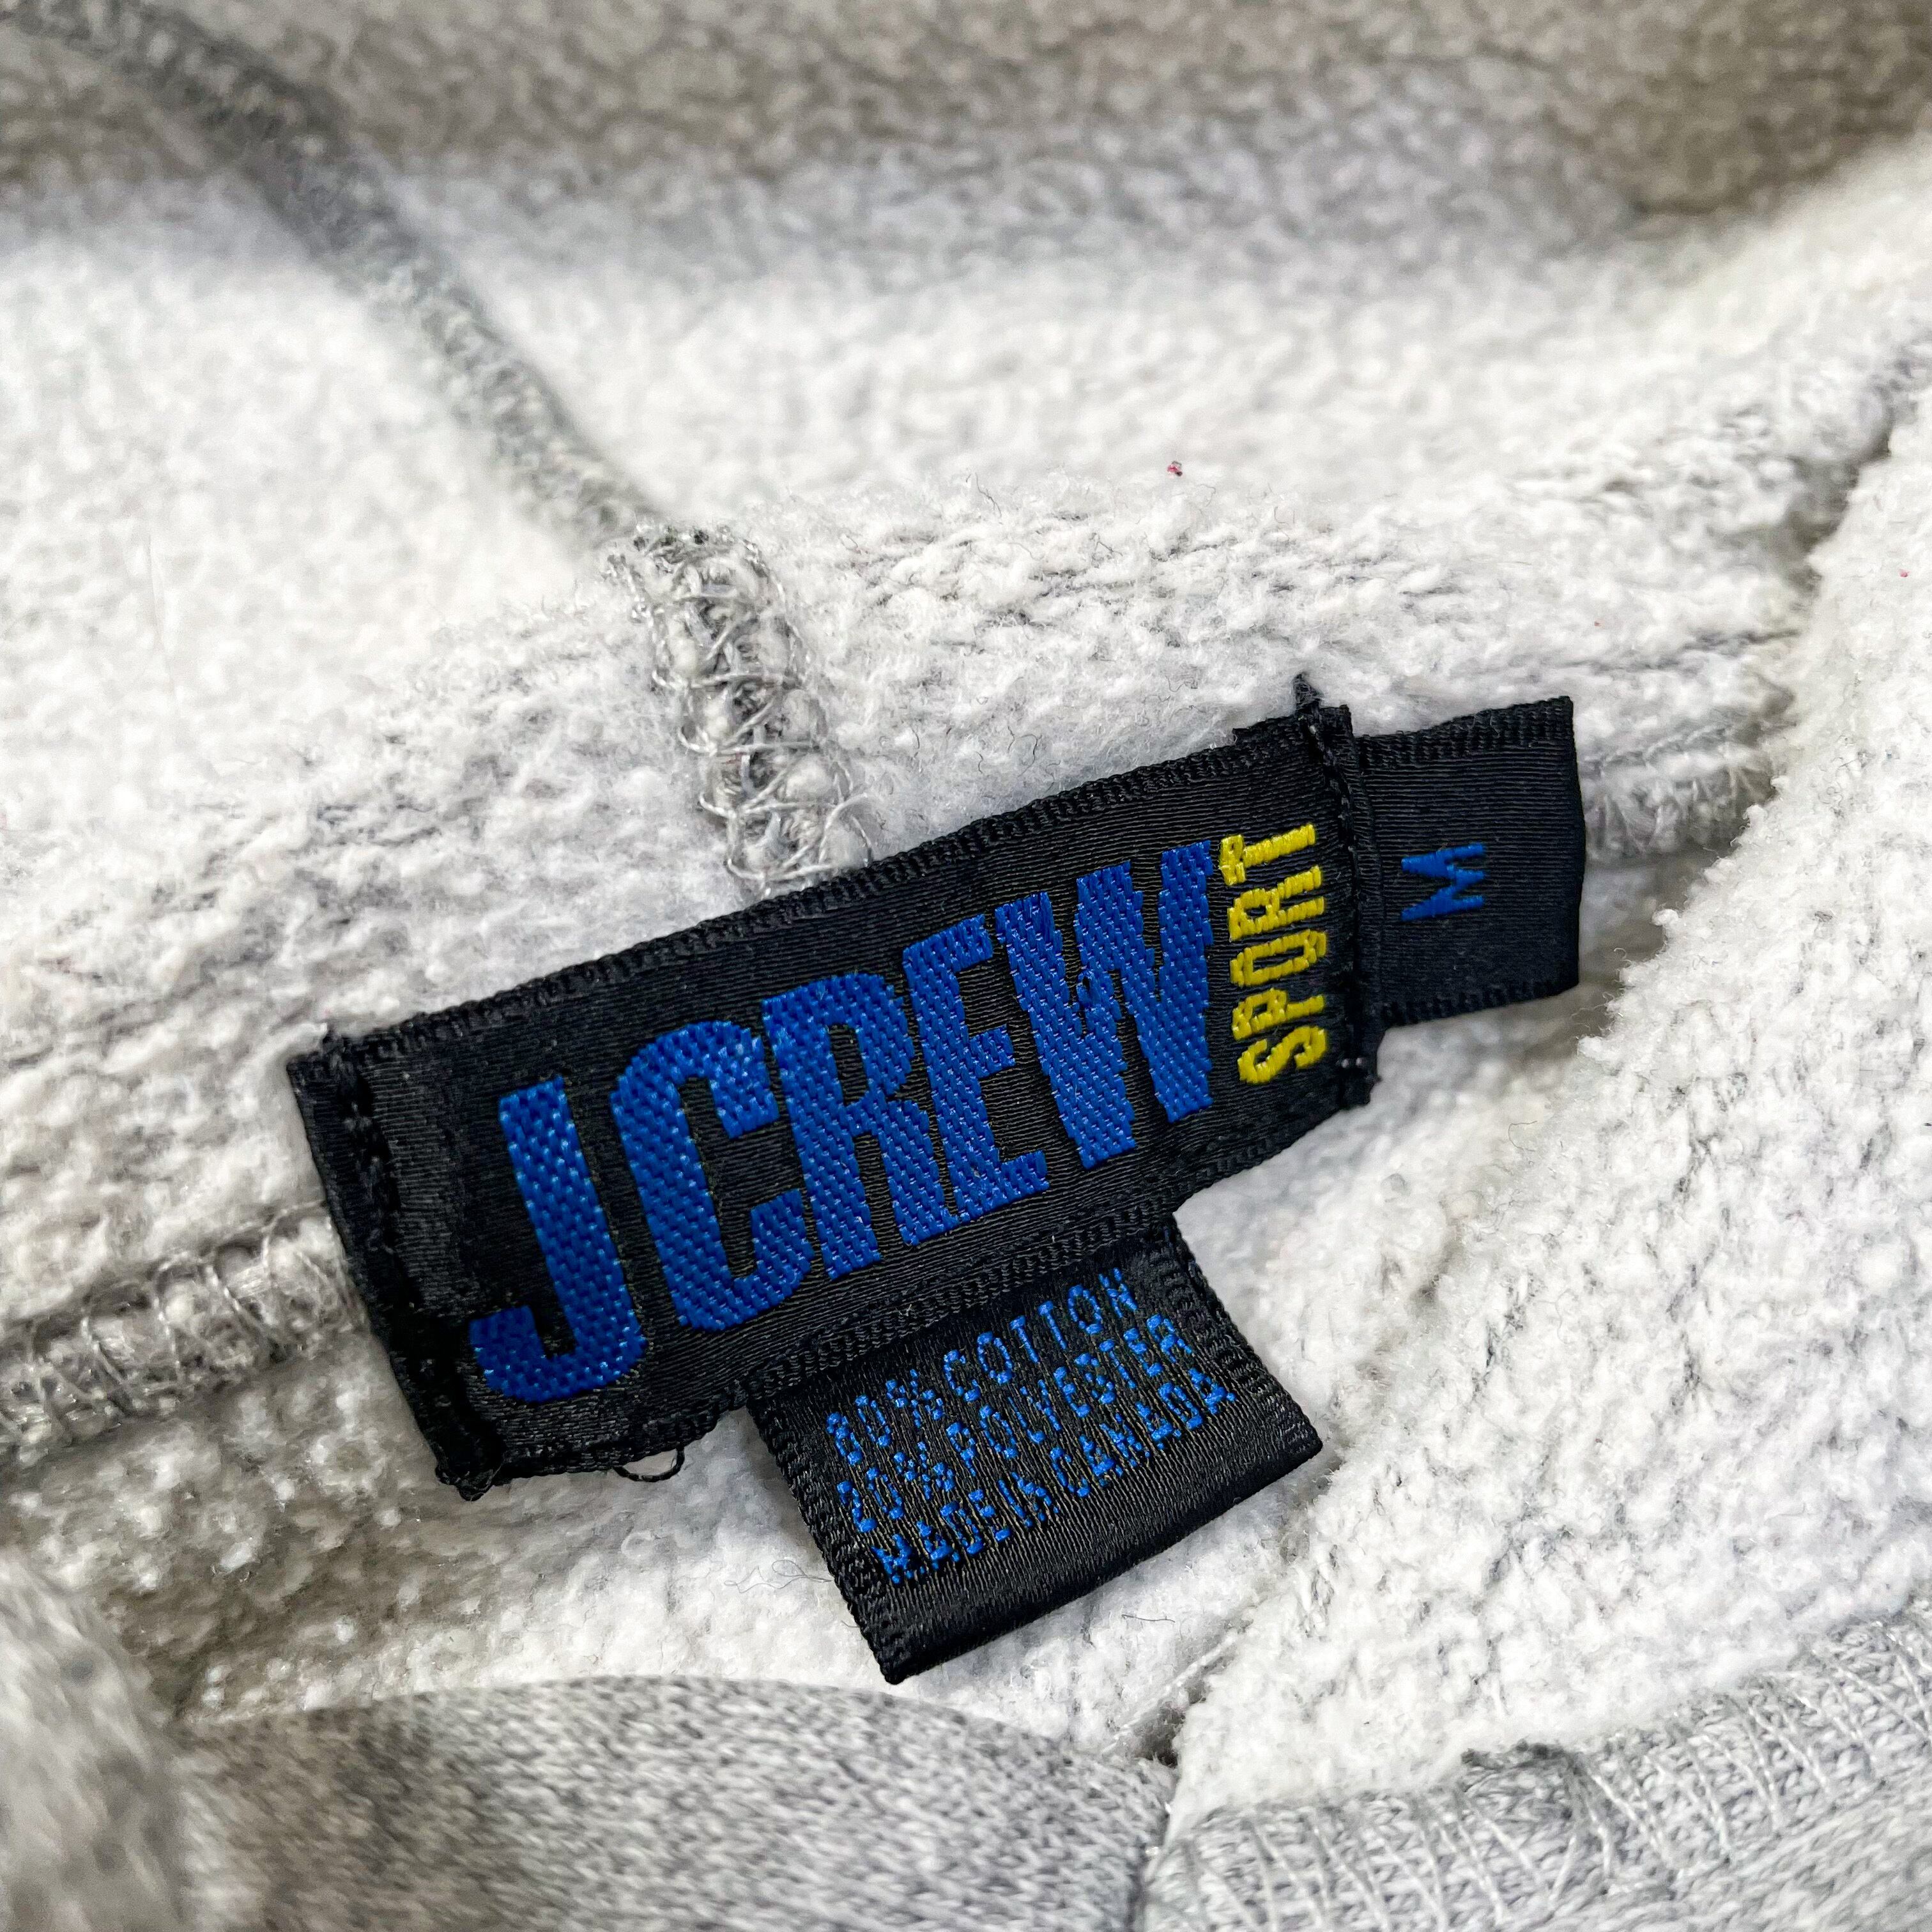 JCREW
SPORT
M
80% COTTON
20% POLYESTER
MADE IN CANADA